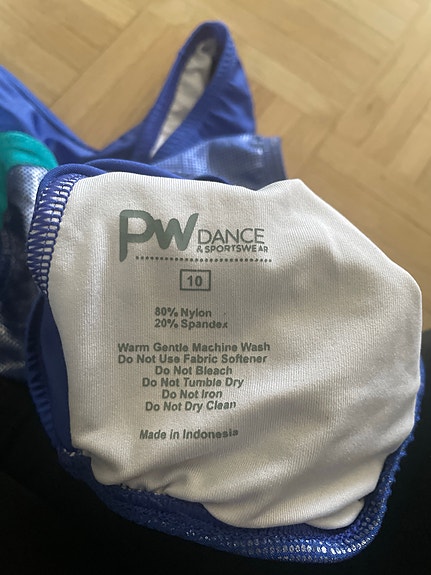 PW DANCE
& SPORTSWEAR
10
80% Nylon
20% Spandex
Warm Gentle Machine Wash
Do Not Use Fabric Softener
Do Not Bleach
Do Not Tumble Dry
Do Not Iron
Do Not Dry Clean
Made in Indonesia